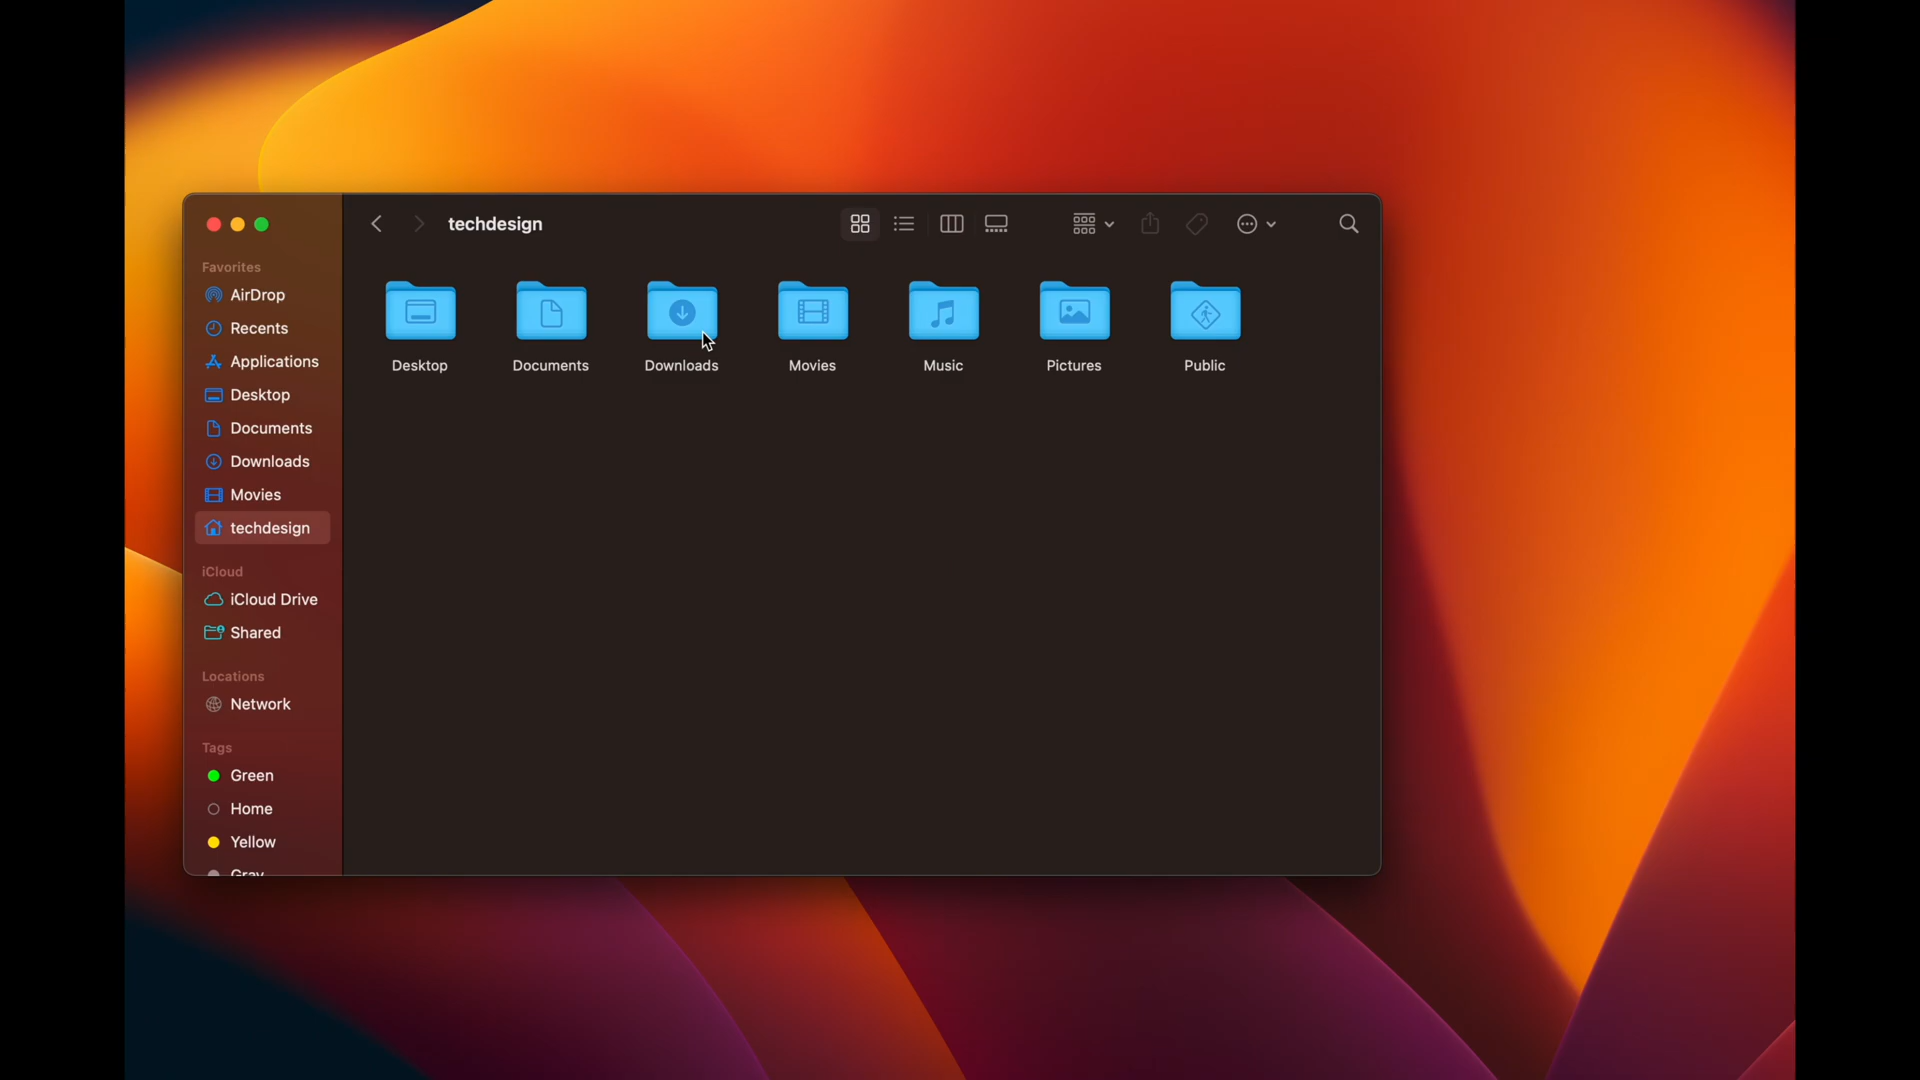 techdesign
Favorites
AirDrop
Recents
Applications
Desktop
Documents
Downloads
Movies
techdesign
iCloud
iCloud Drive
Shared
Locations
Network
Tags
Green
Home
Yellow
Gray
Desktop
Documents
Downloads
Movies
Music
Pictures
Public